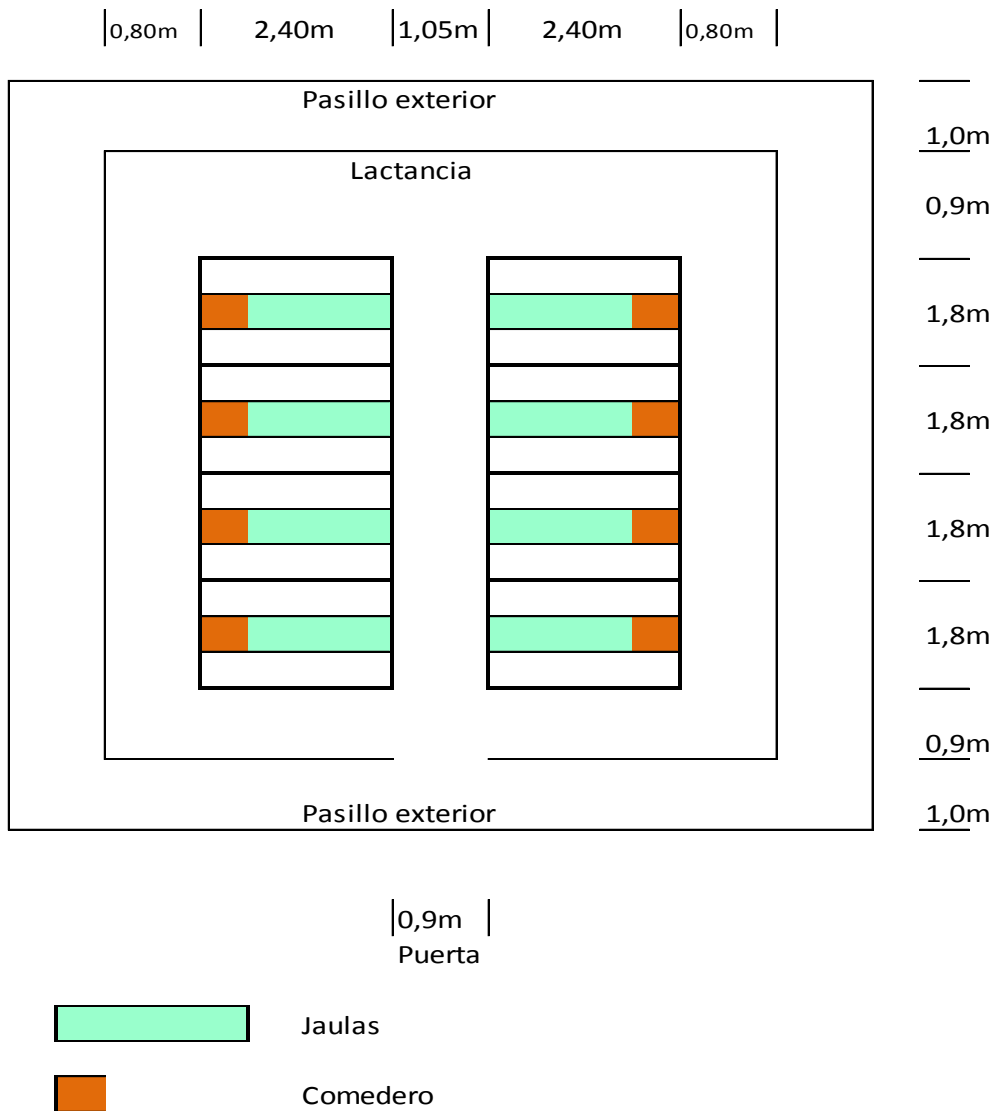 0,80m 2,40m 1,05m 2,40m 0,80m
Pasillo exterior
1,0m
Lactancia
0,9m
1,8m
1,8m
1,8m
1,8m
0,9m
Pasillo exterior 1,0m
0,9m
Puerta
Jaulas
Comedero